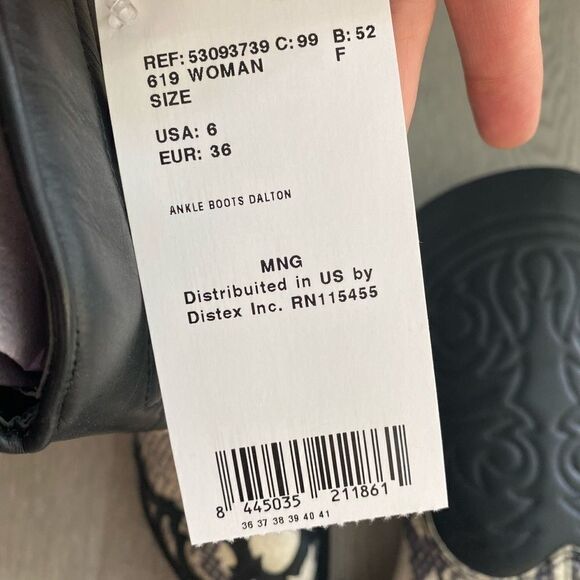 REF: 53093739 C: 99 B: 52
619 WOMAN F
SIZE
USA: 6
EUR: 36
ANKLE BOOTS DALTON
MNG
Distribuited in US by
Distex Inc. RN115455
8 445035 211861
36 37 38 39 40 41